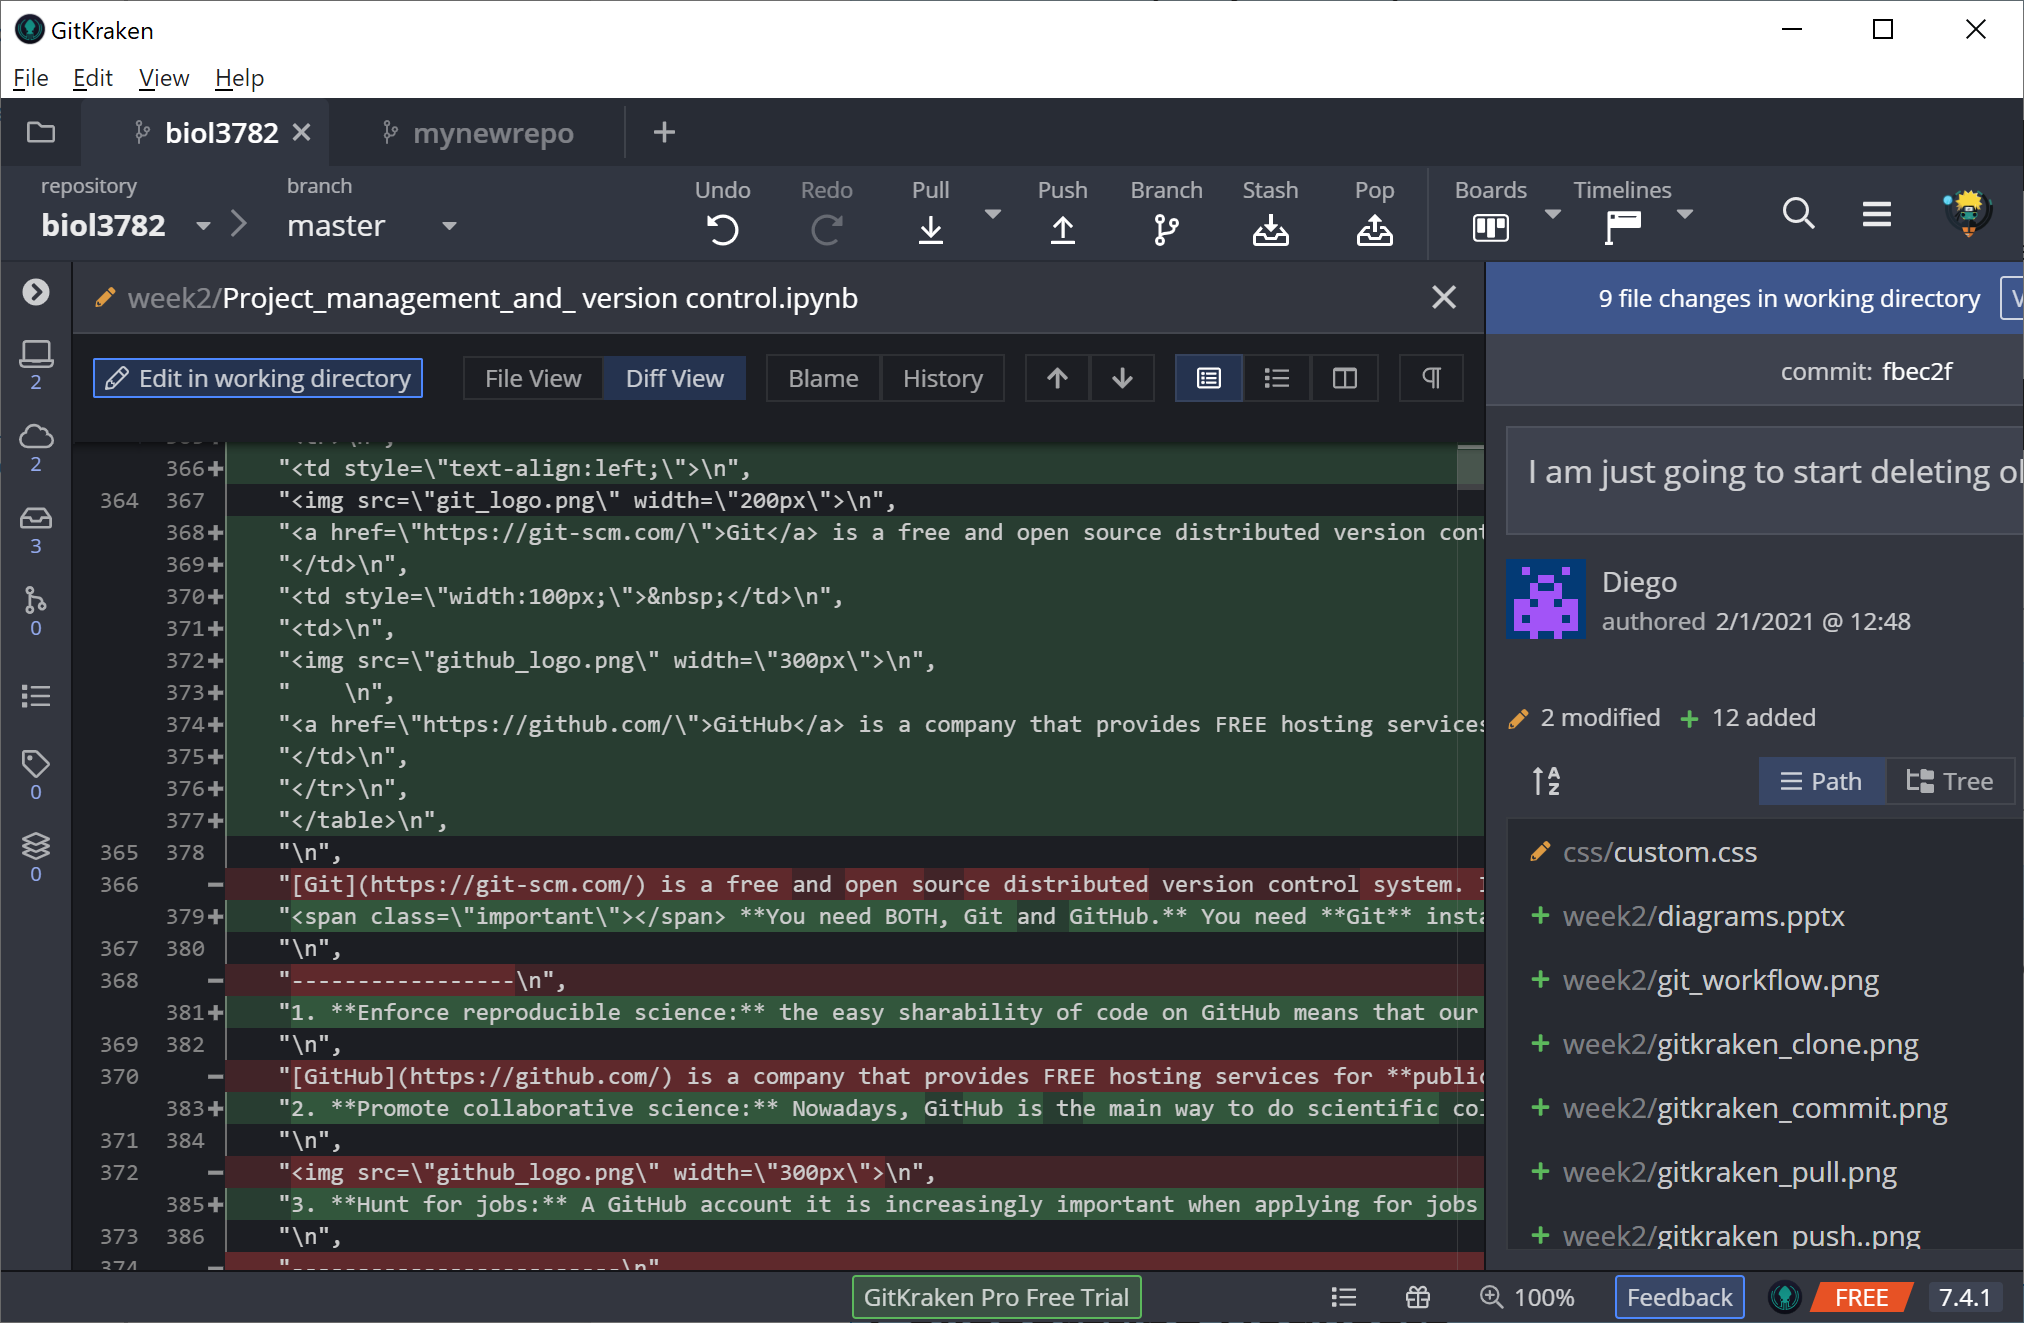 GitKraken
File Edit View Help
biol3782 mynewrepo
repository branch
biol3782 master
Undo Redo Pull Push Branch Stash Pop Boards Timelines
week2/Project_management_and_ version control.ipynb
Edit in working directory File View Diff View Blame History
366+ "<td style=\"text-align:left;\">\n",
364 367 "<img src=\"git_logo.png\" width=\"200px\">\n",
368+ "<a href=\"https://git-scm.com/\">Git</a> is a free and open source distributed version cont
369+ "</td>\n",
370+ "<td style=\"width:100px;\">&nbsp;</td>\n",
371+ "<td>\n",
372+ "<img src=\"github_logo.png\" width=\"300px\">\n",
373+ "    \n",
374+ "<a href=\"https://github.com/\">GitHub</a> is a company that provides FREE hosting services
375+ "</td>\n",
376+ "</tr>\n",
377+ "</table>\n",
365 378 "\n",
366 − "[Git](https://git-scm.com/) is a free and open source distributed version control system.
379+ "<span class=\"important\"></span> **You need BOTH, Git and GitHub.** You need **Git** insta
367 380 "\n",
368 − "-----------------\n",
381+ "1. **Enforce reproducible science:** the easy sharability of code on GitHub means that our
369 382 "\n",
370 − "[GitHub](https://github.com/) is a company that provides FREE hosting services for **public
383+ "2. **Promote collaborative science:** Nowadays, GitHub is the main way to do scientific col
371 384 "\n",
372 − "<img src=\"github_logo.png\" width=\"300px\">\n",
385+ "3. **Hunt for jobs:** A GitHub account it is increasingly important when applying for jobs
373 386 "\n",
374 − "-------------------------\n"
2
2
3
0
0
0
9 file changes in working directory V
commit: fbec2f
I am just going to start deleting ol
Diego
authored 2/1/2021 @ 12:48
2 modified + 12 added
A Z Path Tree
css/custom.css
+ week2/diagrams.pptx
+ week2/git_workflow.png
+ week2/gitkraken_clone.png
+ week2/gitkraken_commit.png
+ week2/gitkraken_pull.png
+ week2/gitkraken_push..png
GitKraken Pro Free Trial 100% Feedback FREE 7.4.1